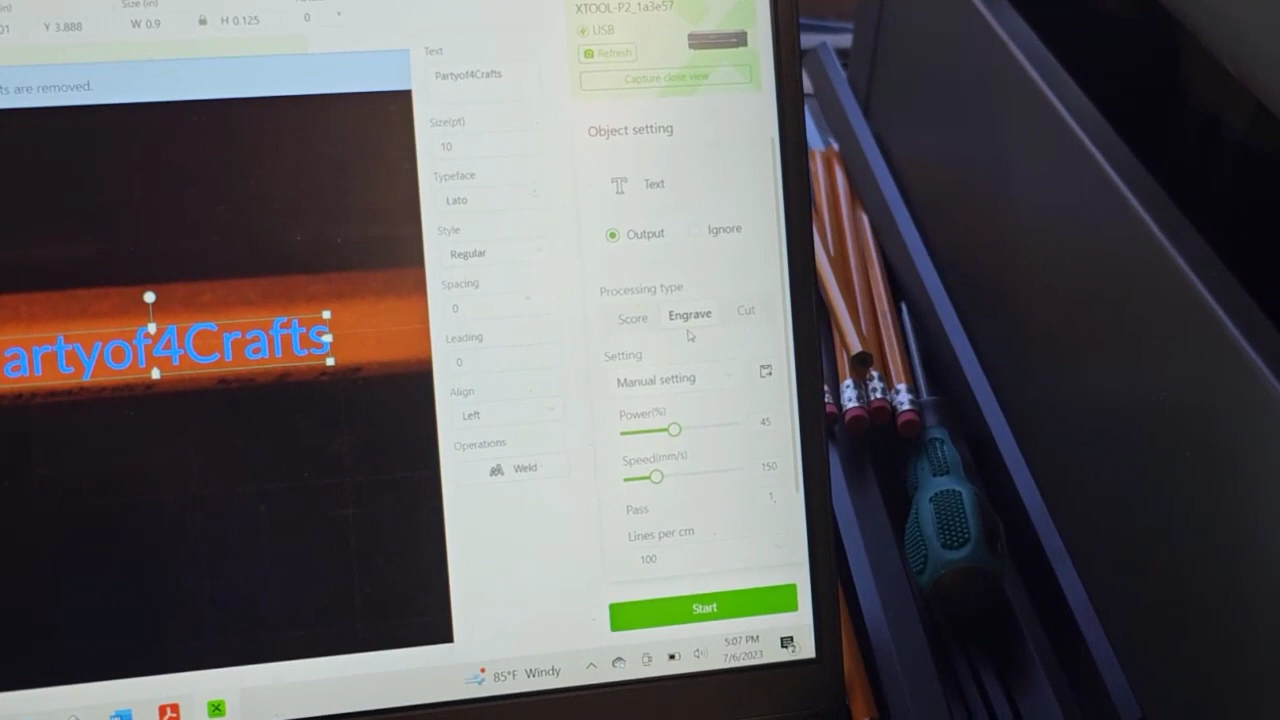 Size (in)
Y 3.888
W 0.9
H 0.125
0
ts are removed.
artyof4Crafts
Text
Partyof4Crafts
Size(pt)
10
Typeface
Lato
Style
Regular
Spacing
0
Leading
0
Align
Left
Operations
Weld
XTOOL-P2_1a3e57
USB
Refresh
Capture close view
Object setting
Text
Output
Ignore
Processing type
Score
Engrave
Cut
Setting
Manual setting
Power(%)
45
Speed(mm/s)
150
Pass
1
Lines per cm
100
Start
85°F Windy
5:07 PM
7/6/2023
2